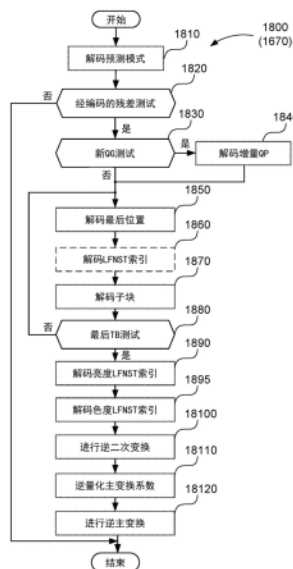 开始
1800
(1670)
1810
解码预测模式
1820
否
经编码的残差测试
是
1830
新QG测试
是
184
解码增量QP
否
1850
解码最后位置
1860
解码LFNST索引
1870
解码子块
1880
否
最后TB测试
是
1890
解码亮度LFNST索引
1895
解码色度LFNST索引
18100
进行逆二次变换
18110
逆量化主变换系数
18120
进行逆主变换
结束